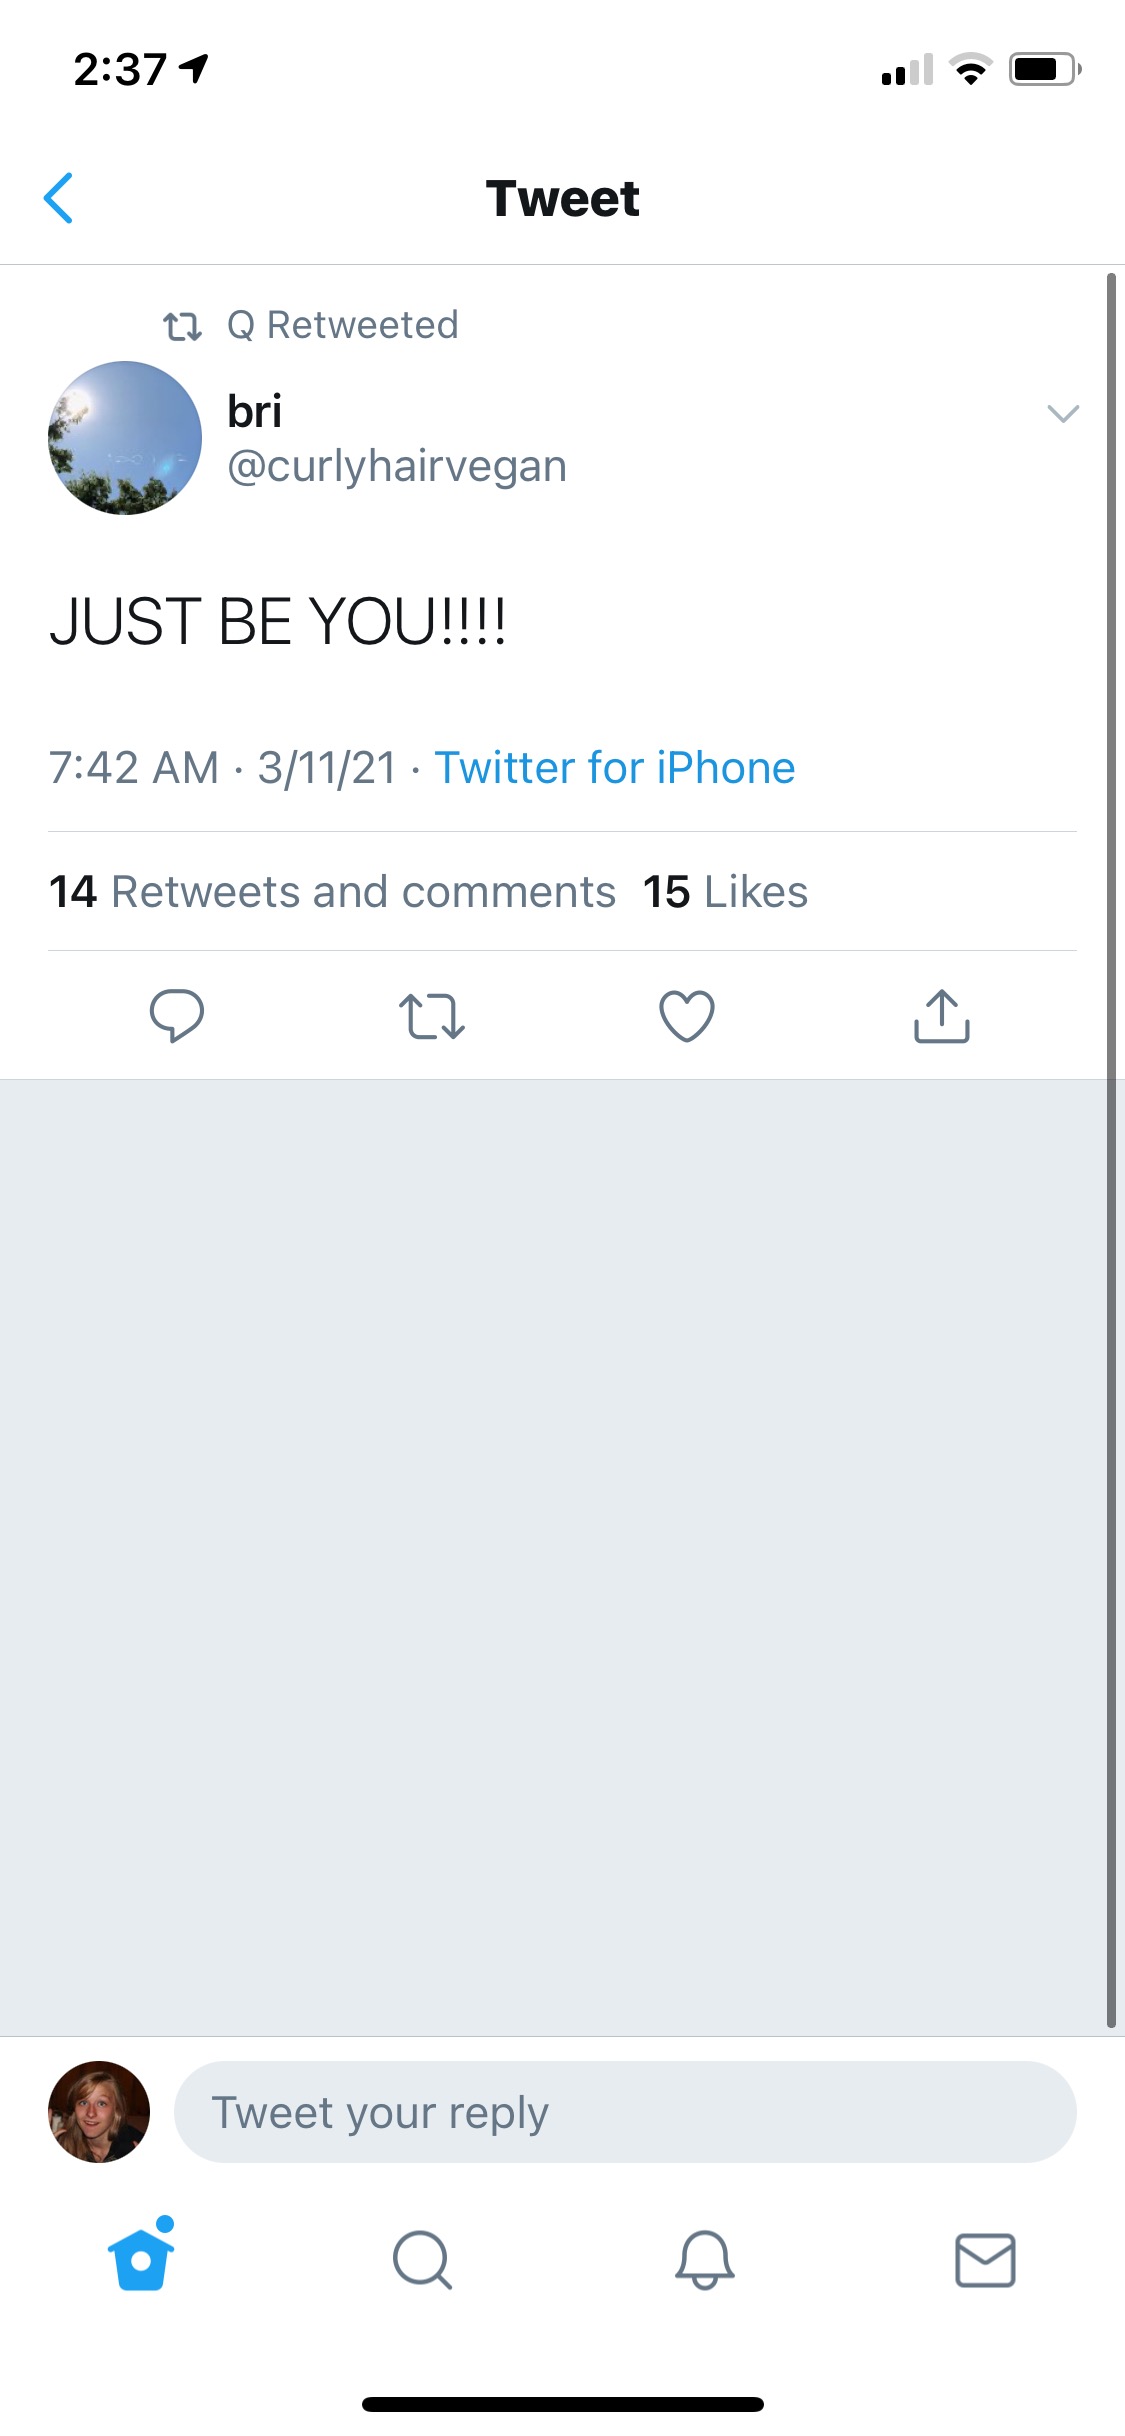 2:37
Tweet
Q Retweeted
bri
@curlyhairvegan
JUST BE YOU!!!!
7:42 AM · 3/11/21 · Twitter for iPhone
14 Retweets and comments 15 Likes
Tweet your reply